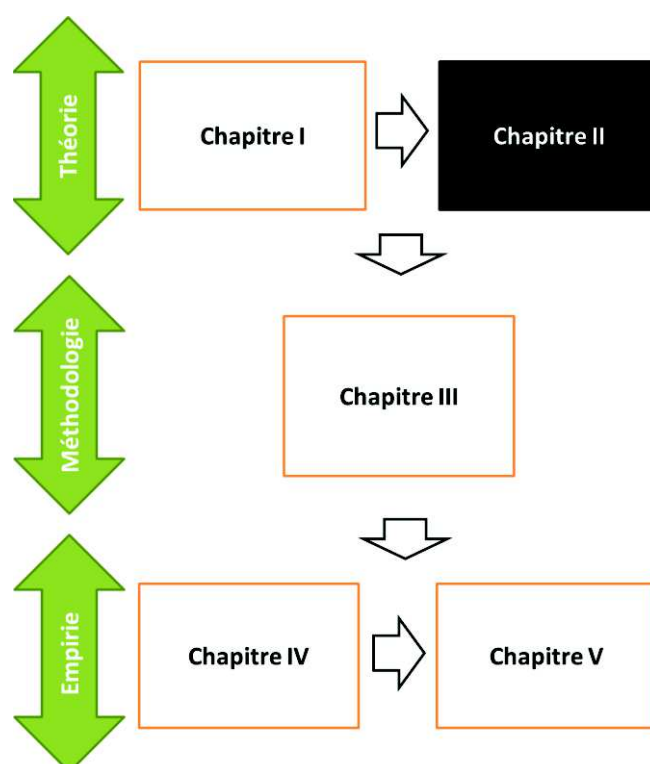 Théorie
Chapitre I
Chapitre II
Méthodologie
Chapitre III
Empirie
Chapitre IV
Chapitre V